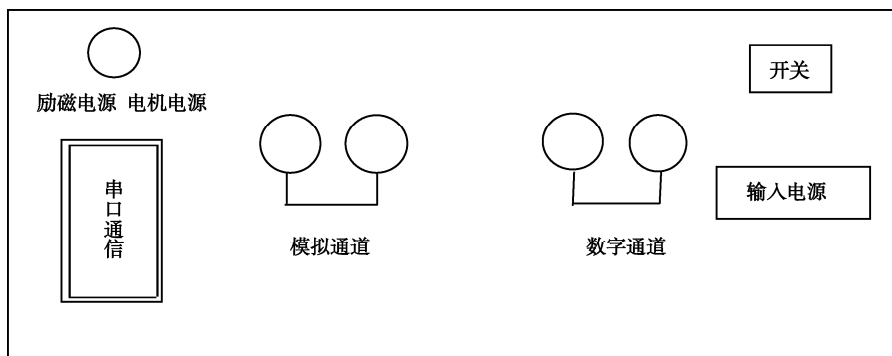 开关
励磁电源 电机电源
串口通信
输入电源
模拟通道
数字通道